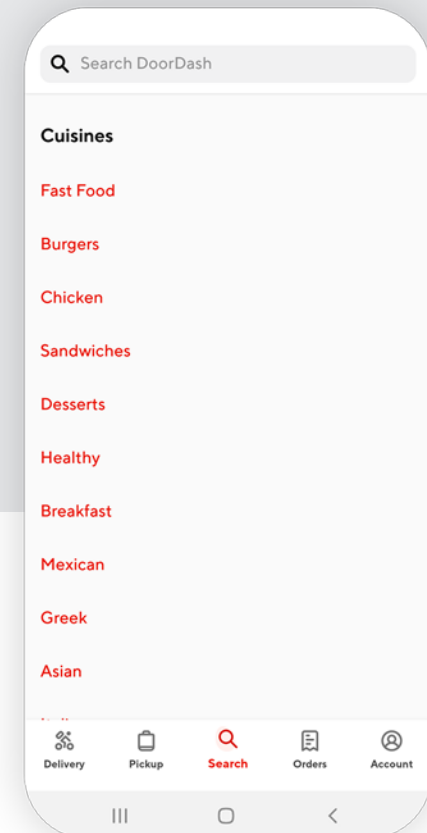 Search DoorDash
Cuisines
Fast Food
Burgers
Chicken
Sandwiches
Desserts
Healthy
Breakfast
Mexican
Greek
Asian
Delivery Pickup Search Orders Account